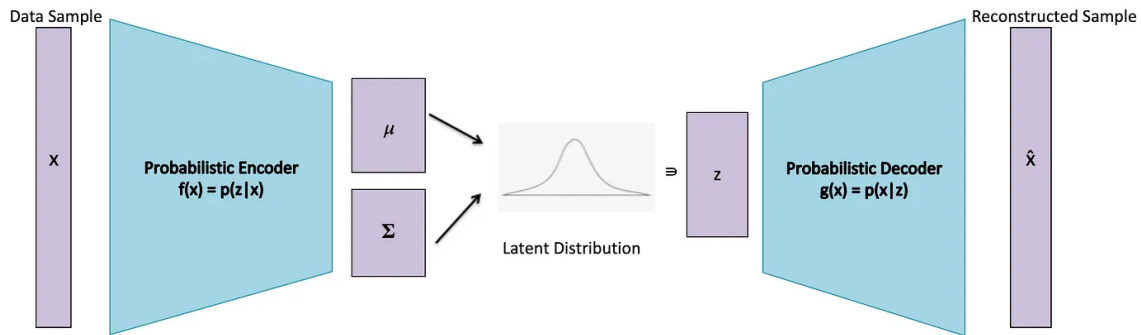 Data Sample
x
Probabilistic Encoder
f(x) = p(z|x)
μ
Σ
Latent Distribution
∋
z
Probabilistic Decoder
g(x) = p(x|z)
Reconstructed Sample
x̂